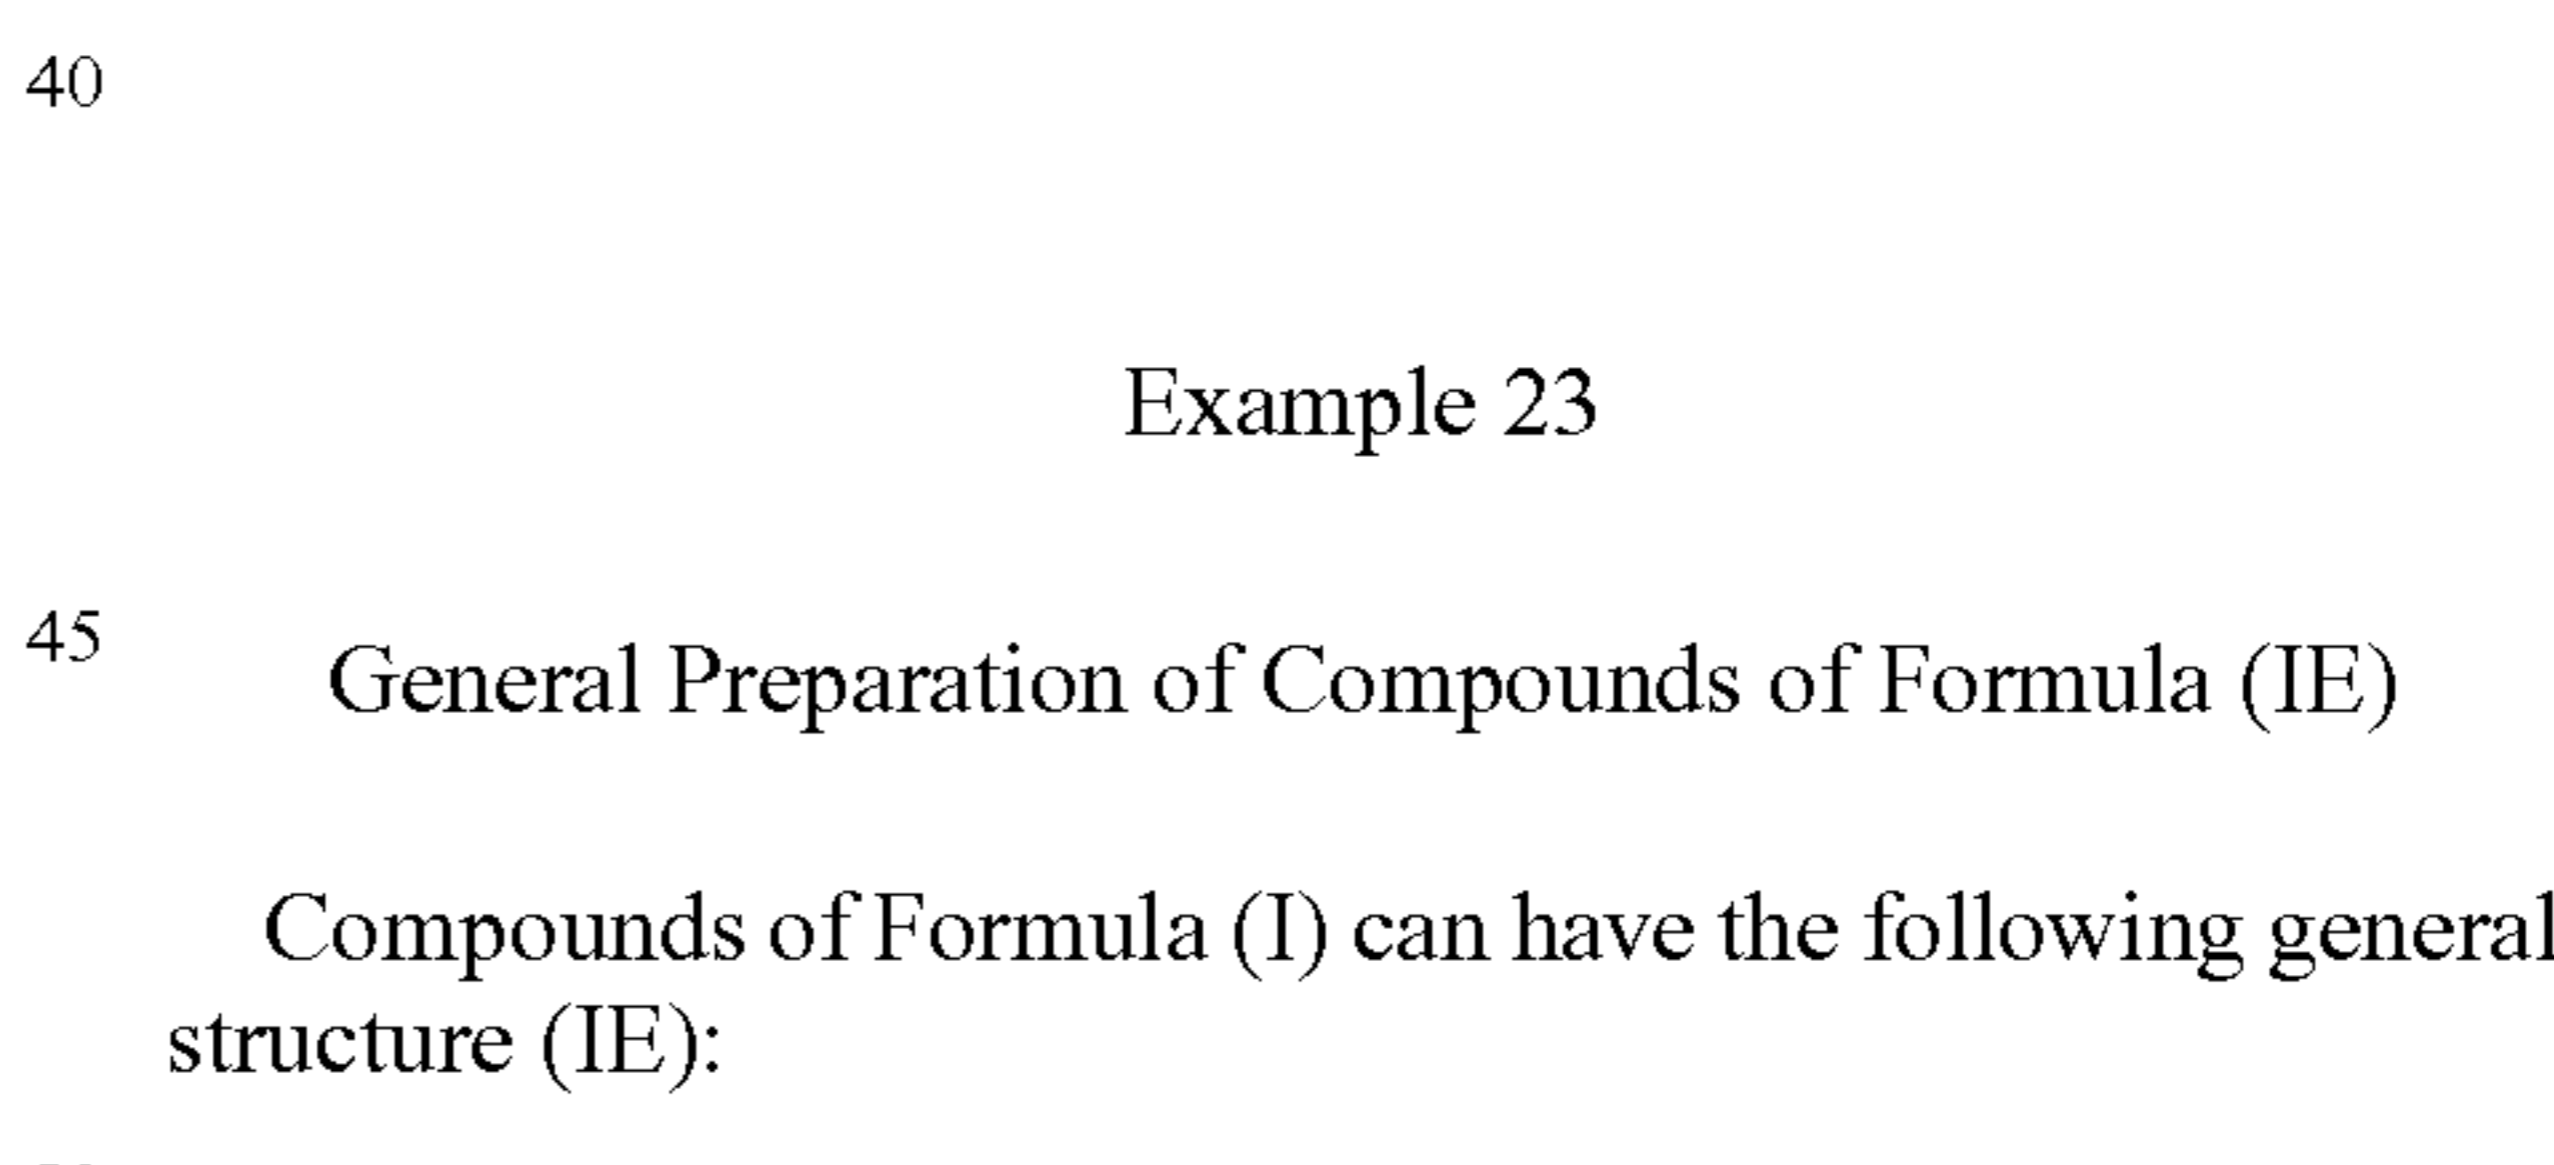 40
Example 23
45
General Preparation of Compounds of Formula (IE)
Compounds of Formula (I) can have the following general
structure (IE):